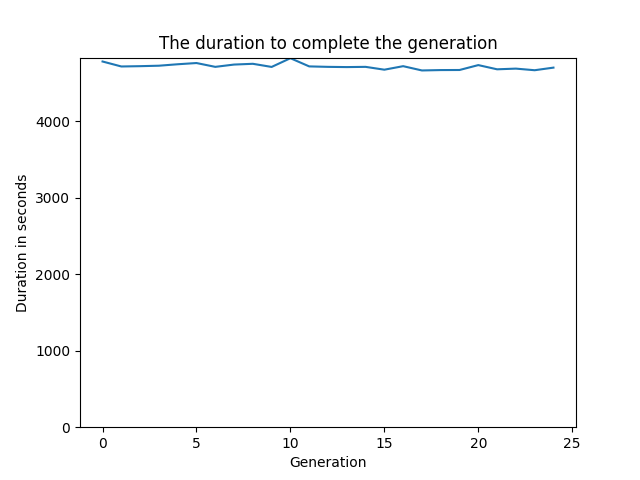 The duration to complete the generation
Duration in seconds
4000
3000
2000
1000
0
0 5 10 15 20 25
Generation